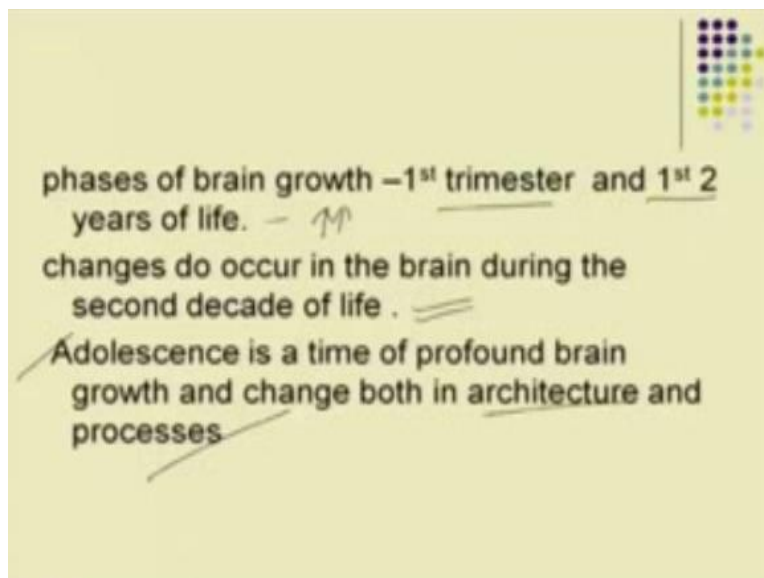 phases of brain growth –1st trimester and 1st 2
years of life.
changes do occur in the brain during the
second decade of life .
Adolescence is a time of profound brain
growth and change both in architecture and
processes